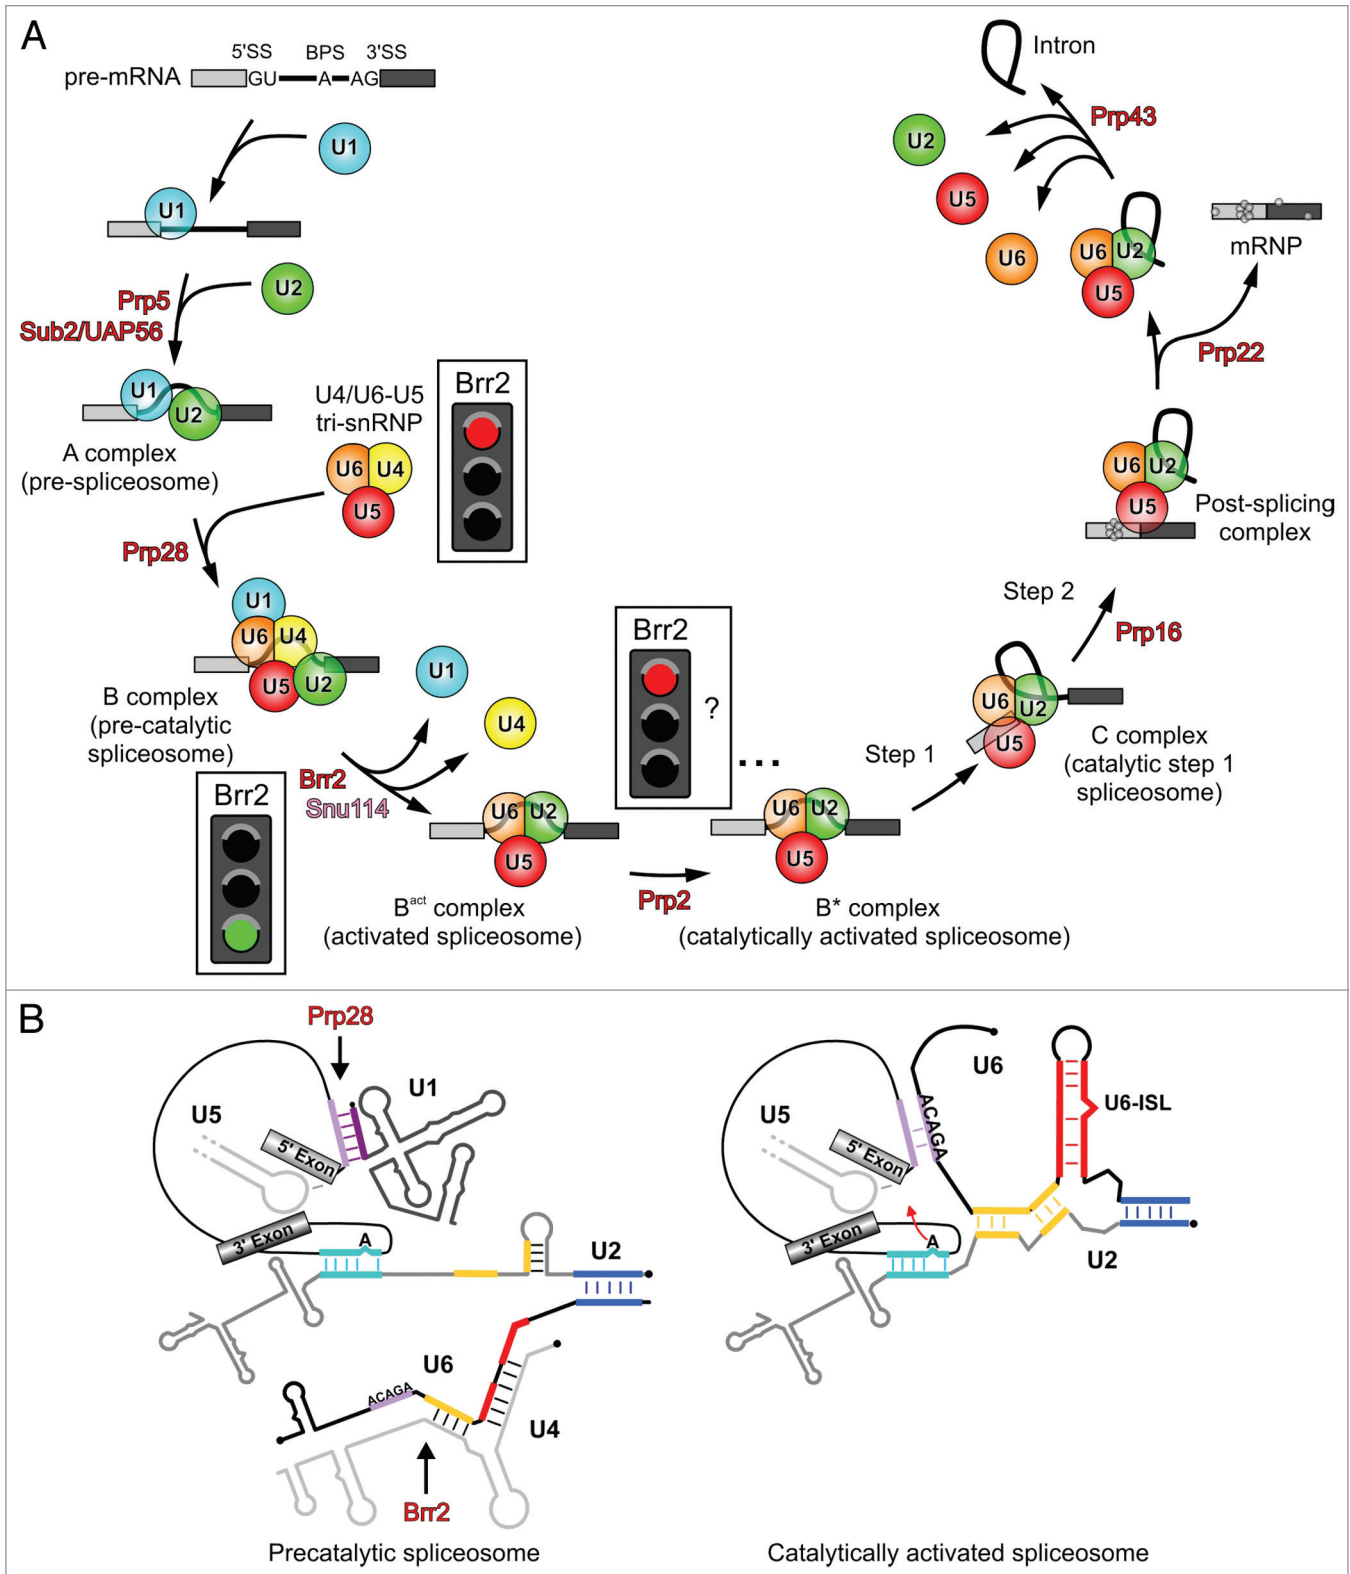 A
5'SS BPS 3'SS
pre-mRNA GU A AG
U1
U1
U2
Prp5
Sub2/UAP56
U1
U2
A complex
(pre-spliceosome)
U4/U6-U5
tri-snRNP
U6 U4
U5
Brr2
Prp28
U1
U6 U4
U5 U2
B complex
(pre-catalytic
spliceosome)
Brr2
U1
U4
Brr2
Snu114
U6 U2
U5
B^act complex
(activated spliceosome)
Prp2
Brr2
?
...
U6 U2
U5
B* complex
(catalytically activated spliceosome)
Step 1
U6 U2
U5
C complex
(catalytic step 1
spliceosome)
Step 2
Prp16
U6 U2
U5
Post-splicing
complex
Prp22
mRNP
U6 U2
U5
Prp43
Intron
U2
U5
U6
B
Prp28
U1
U5
5' Exon
3' Exon
A
U2
U6
ACAGA
U4
Brr2
Precatalytic spliceosome
U6
U5
ACAGA
U6-ISL
5' Exon
3' Exon
A
U2
Catalytically activated spliceosome